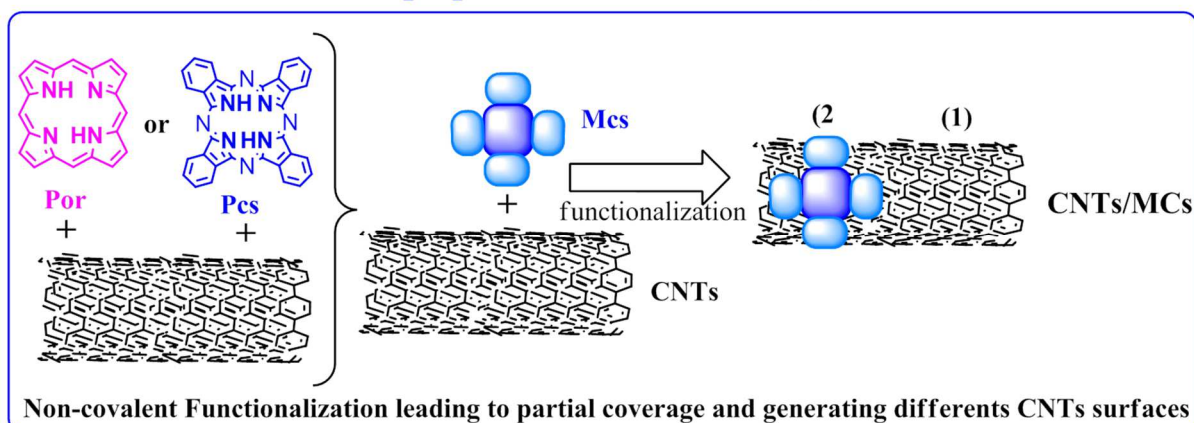 NH N
N HN
Por
+
or
N
NH N
N N
N HN
N
Pcs
+
Mcs
+
CNTs
functionalization
(2 (1)
CNTs/MCs
Non-covalent Functionalization leading to partial coverage and generating differents CNTs surfaces